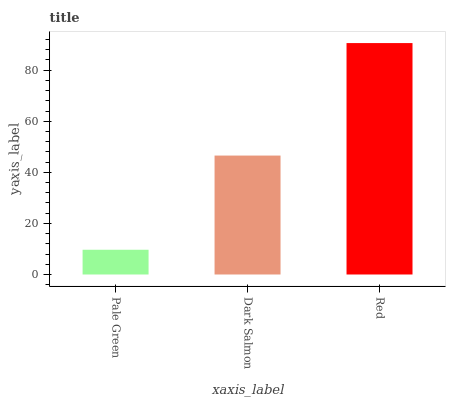 title
yaxis_label
80
60
40
20
0
Pale Green
Dark Salmon
Red
xaxis_label